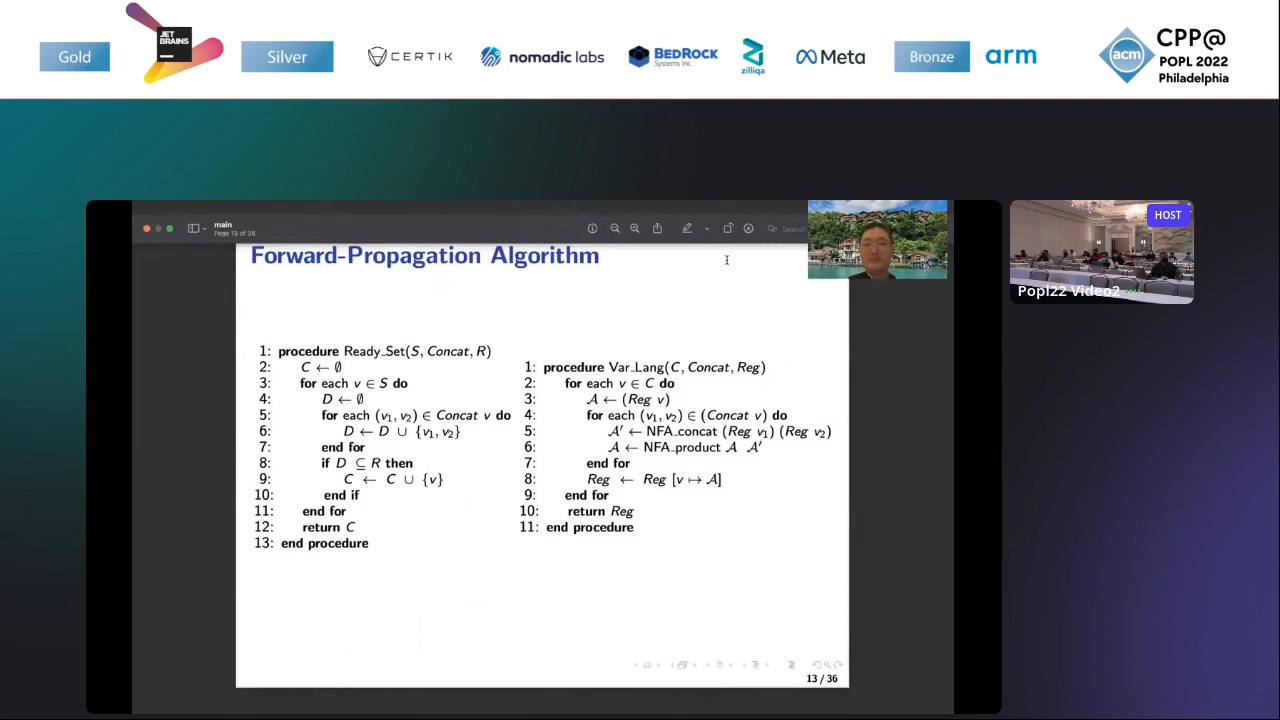 Gold
JET BRAINS
Silver
CERTIK
nomadic labs
BEDROCK
Systems Inc
zilliqa
Meta
Bronze
arm
acm
CPP@
POPL 2022
Philadelphia
main
Page 13 of 36
Search
HOST
Popl22 Video2
Forward-Propagation Algorithm
1: procedure Ready_Set(S, Concat, R)
2: C ← ∅
3: for each v ∈ S do
4: D ← ∅
5: for each (v₁, v₂) ∈ Concat v do
6: D ← D ∪ {v₁, v₂}
7: end for
8: if D ⊆ R then
9: C ← C ∪ {v}
10: end if
11: end for
12: return C
13: end procedure
1: procedure Var_Lang(C, Concat, Reg)
2: for each v ∈ C do
3: 𝒜 ← (Reg v)
4: for each (v₁, v₂) ∈ (Concat v) do
5: 𝒜′ ← NFA_concat (Reg v₁) (Reg v₂)
6: 𝒜 ← NFA_product 𝒜 𝒜′
7: end for
8: Reg ← Reg [v ↦ 𝒜]
9: end for
10: return Reg
11: end procedure
13 / 36